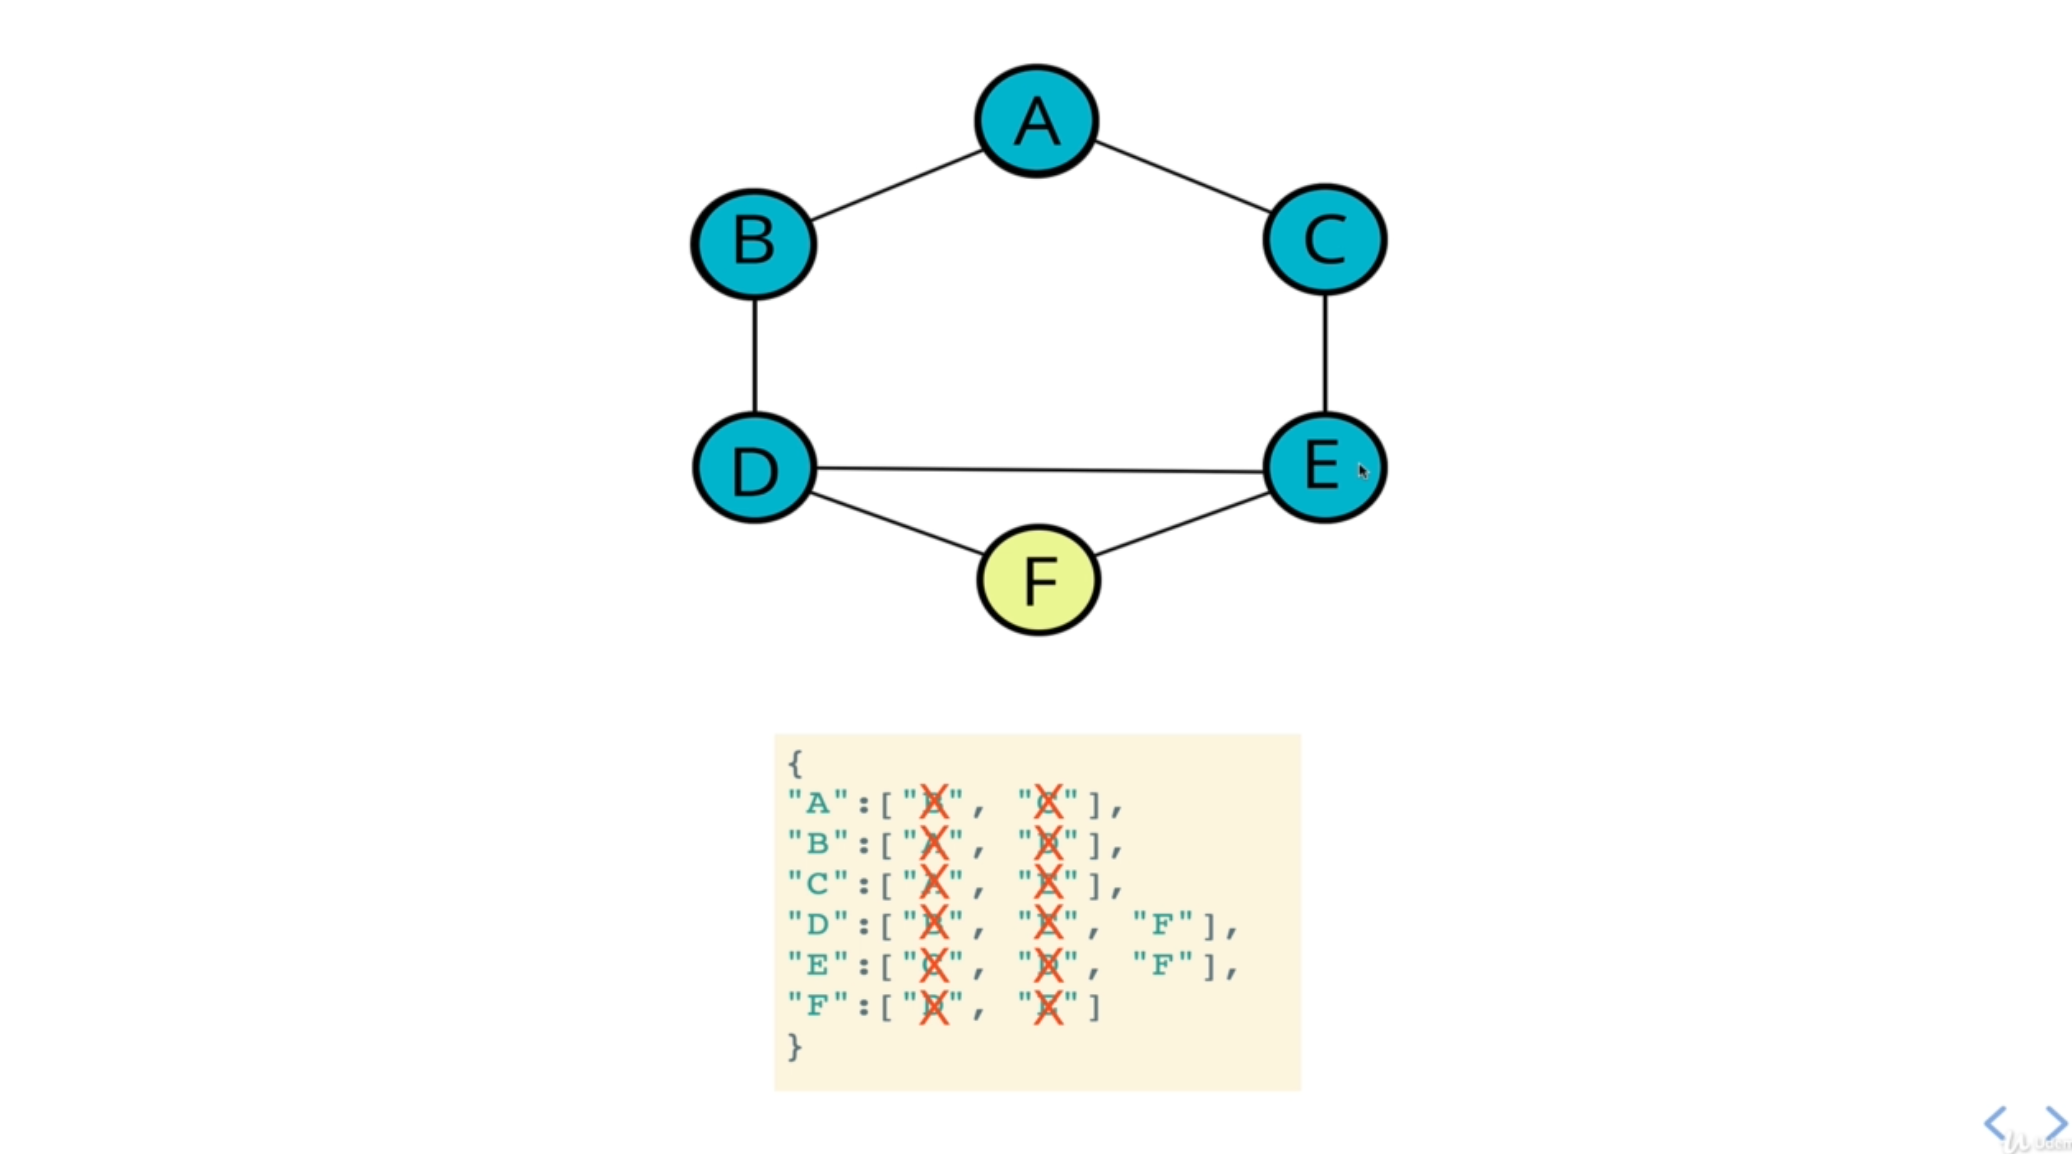 A
B
C
D
E
F
{
"A":["B", "C"],
"B":["A", "D"],
"C":["A", "E"],
"D":["B", "E", "F"],
"E":["C", "D", "F"],
"F":["D", "E"]
}